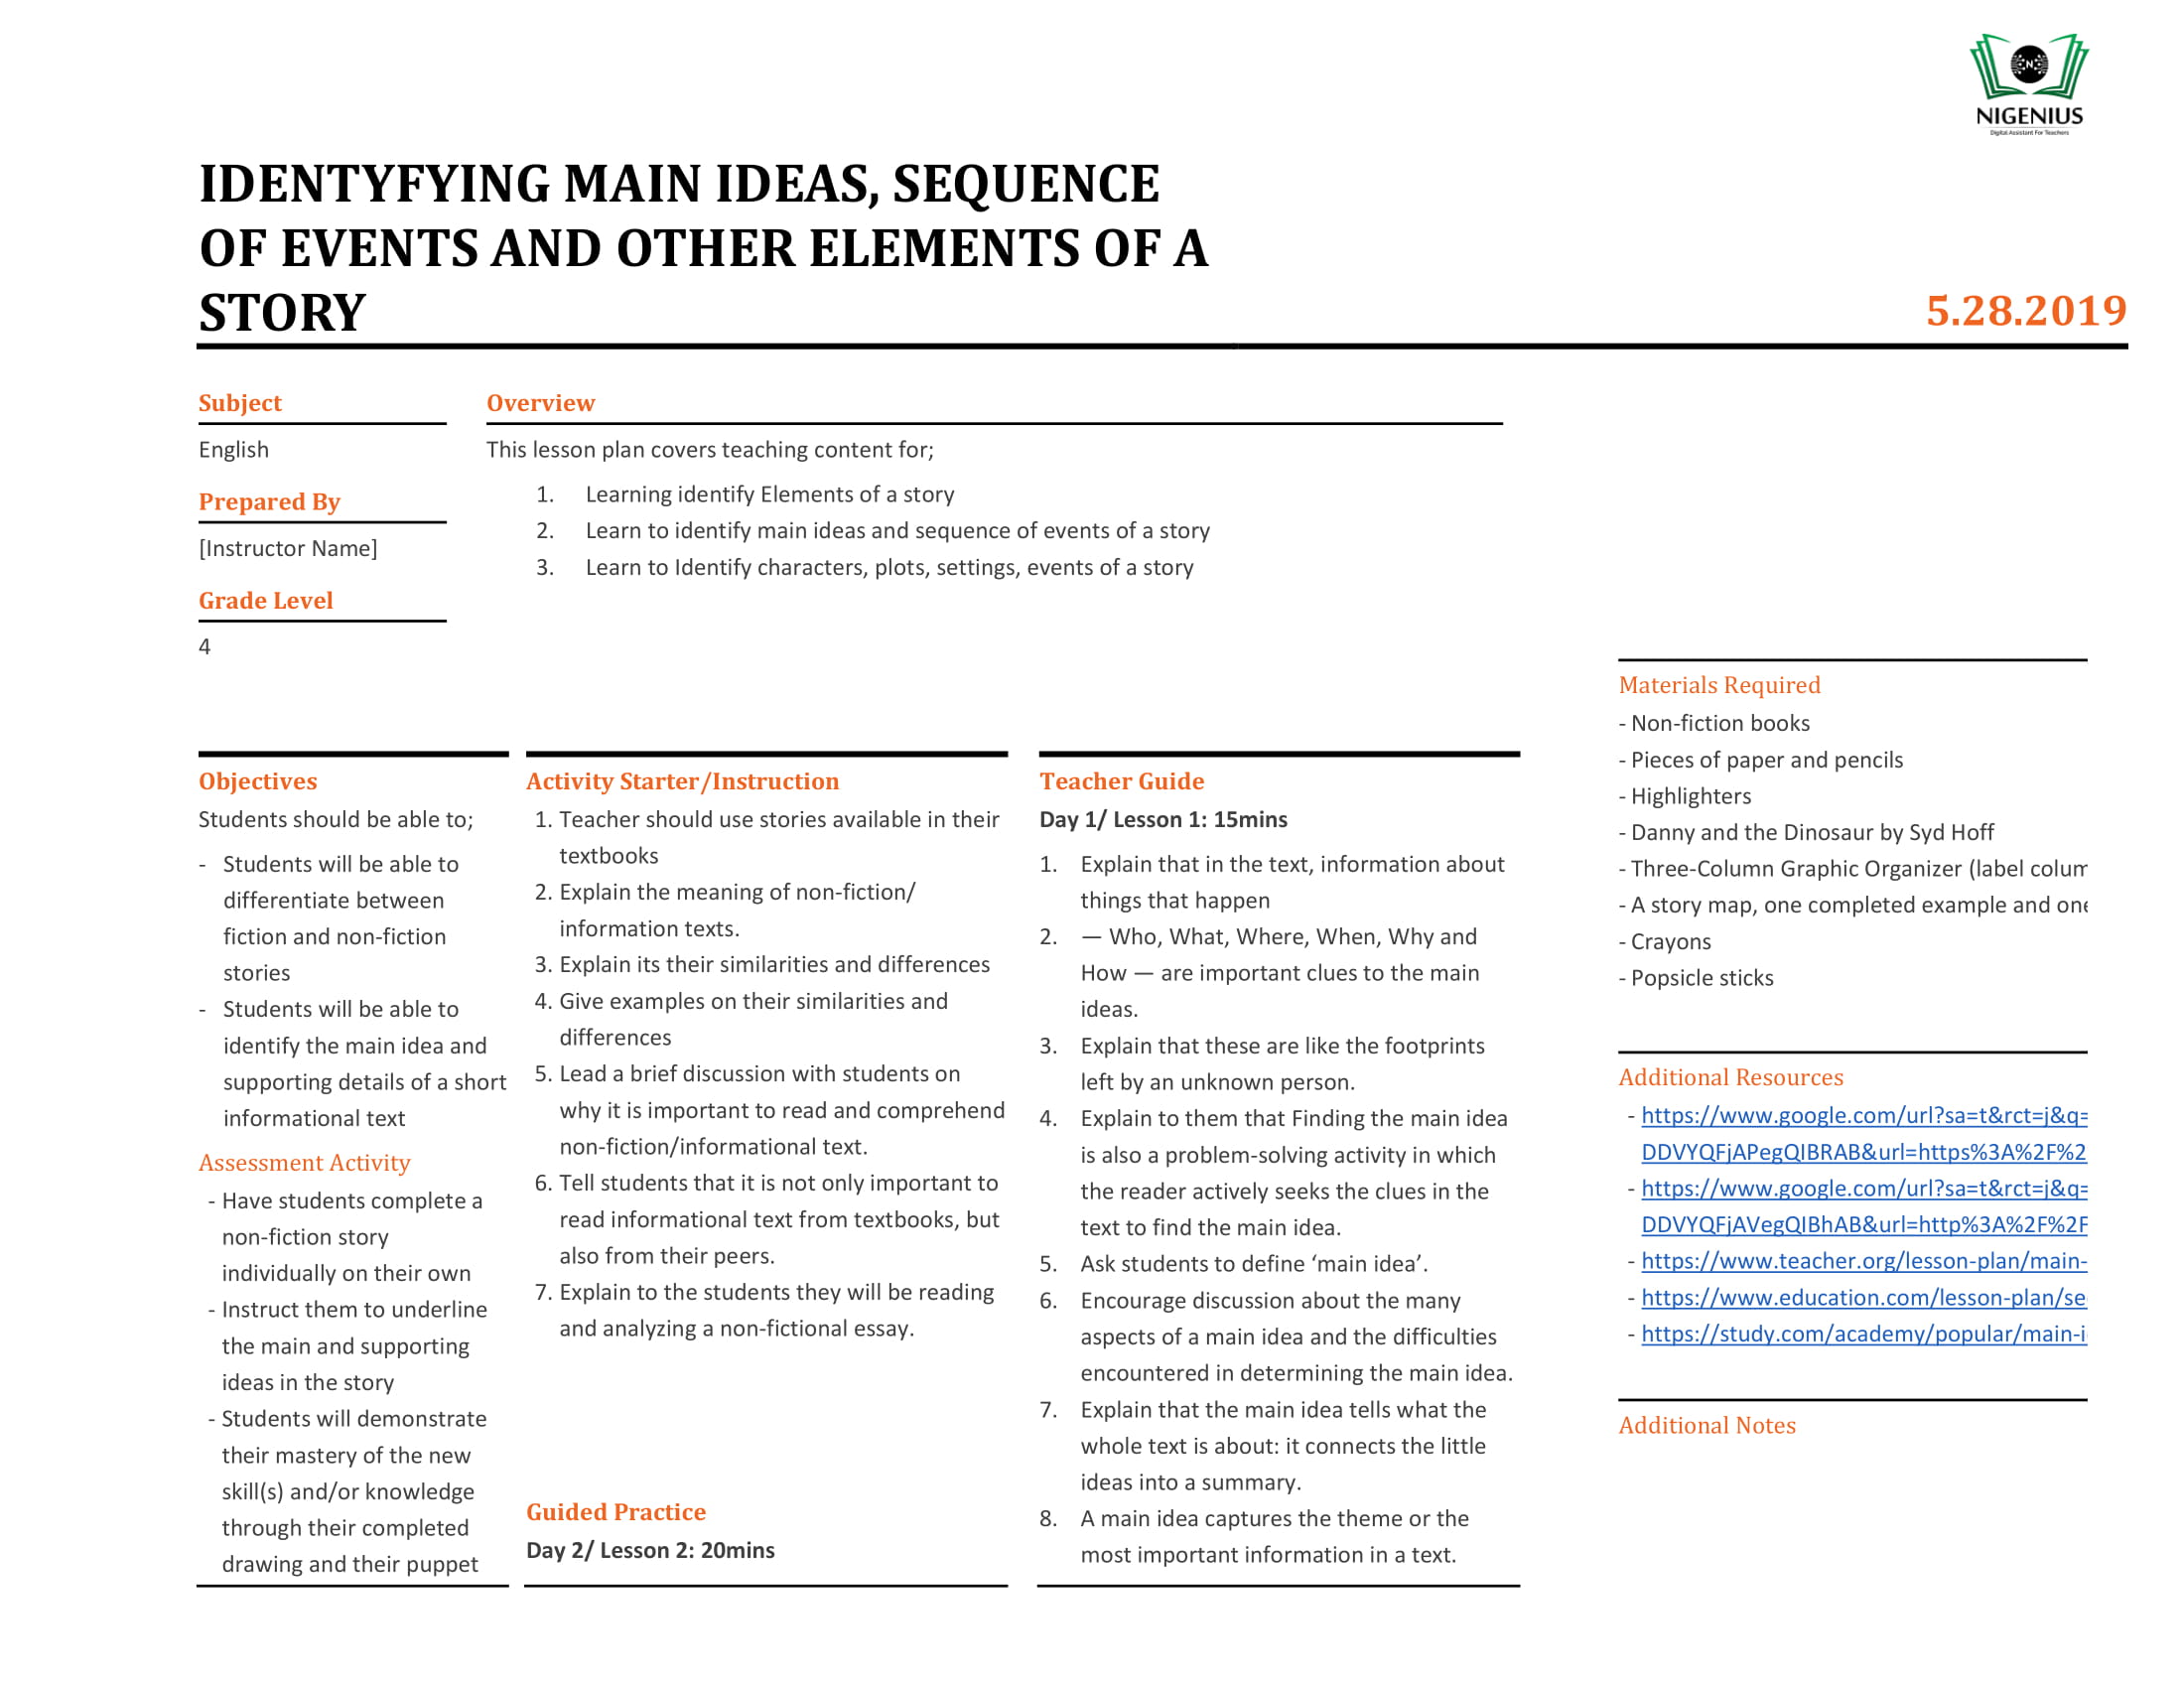 NIGENIUS
Digital Assistant For Teachers
IDENTYFYING MAIN IDEAS, SEQUENCE
OF EVENTS AND OTHER ELEMENTS OF A
STORY
5.28.2019
Subject
English
Prepared By
[Instructor Name]
Grade Level
4
Overview
This lesson plan covers teaching content for;
1. Learning identify Elements of a story
2. Learn to identify main ideas and sequence of events of a story
3. Learn to Identify characters, plots, settings, events of a story
Objectives
Students should be able to;
- Students will be able to
differentiate between
fiction and non-fiction
stories
- Students will be able to
identify the main idea and
supporting details of a short
informational text
Assessment Activity
- Have students complete a
non-fiction story
individually on their own
- Instruct them to underline
the main and supporting
ideas in the story
- Students will demonstrate
their mastery of the new
skill(s) and/or knowledge
through their completed
drawing and their puppet
Activity Starter/Instruction
1. Teacher should use stories available in their
textbooks
2. Explain the meaning of non-fiction/
information texts.
3. Explain its their similarities and differences
4. Give examples on their similarities and
differences
5. Lead a brief discussion with students on
why it is important to read and comprehend
non-fiction/informational text.
6. Tell students that it is not only important to
read informational text from textbooks, but
also from their peers.
7. Explain to the students they will be reading
and analyzing a non-fictional essay.
Guided Practice
Day 2/ Lesson 2: 20mins
Teacher Guide
Day 1/ Lesson 1: 15mins
1. Explain that in the text, information about
things that happen
2. — Who, What, Where, When, Why and
How — are important clues to the main
ideas.
3. Explain that these are like the footprints
left by an unknown person.
4. Explain to them that Finding the main idea
is also a problem-solving activity in which
the reader actively seeks the clues in the
text to find the main idea.
5. Ask students to define ‘main idea’.
6. Encourage discussion about the many
aspects of a main idea and the difficulties
encountered in determining the main idea.
7. Explain that the main idea tells what the
whole text is about: it connects the little
ideas into a summary.
8. A main idea captures the theme or the
most important information in a text.
Materials Required
- Non-fiction books
- Pieces of paper and pencils
- Highlighters
- Danny and the Dinosaur by Syd Hoff
- Three-Column Graphic Organizer (label colum
- A story map, one completed example and one
- Crayons
- Popsicle sticks
Additional Resources
- https://www.google.com/url?sa=t&rct=j&q=
DDVYQFjAPegQIBRAB&url=https%3A%2F%2
- https://www.google.com/url?sa=t&rct=j&q=
DDVYQFjAVegQIBhAB&url=http%3A%2F%2F
- https://www.teacher.org/lesson-plan/main-
- https://www.education.com/lesson-plan/se
- https://study.com/academy/popular/main-i
Additional Notes